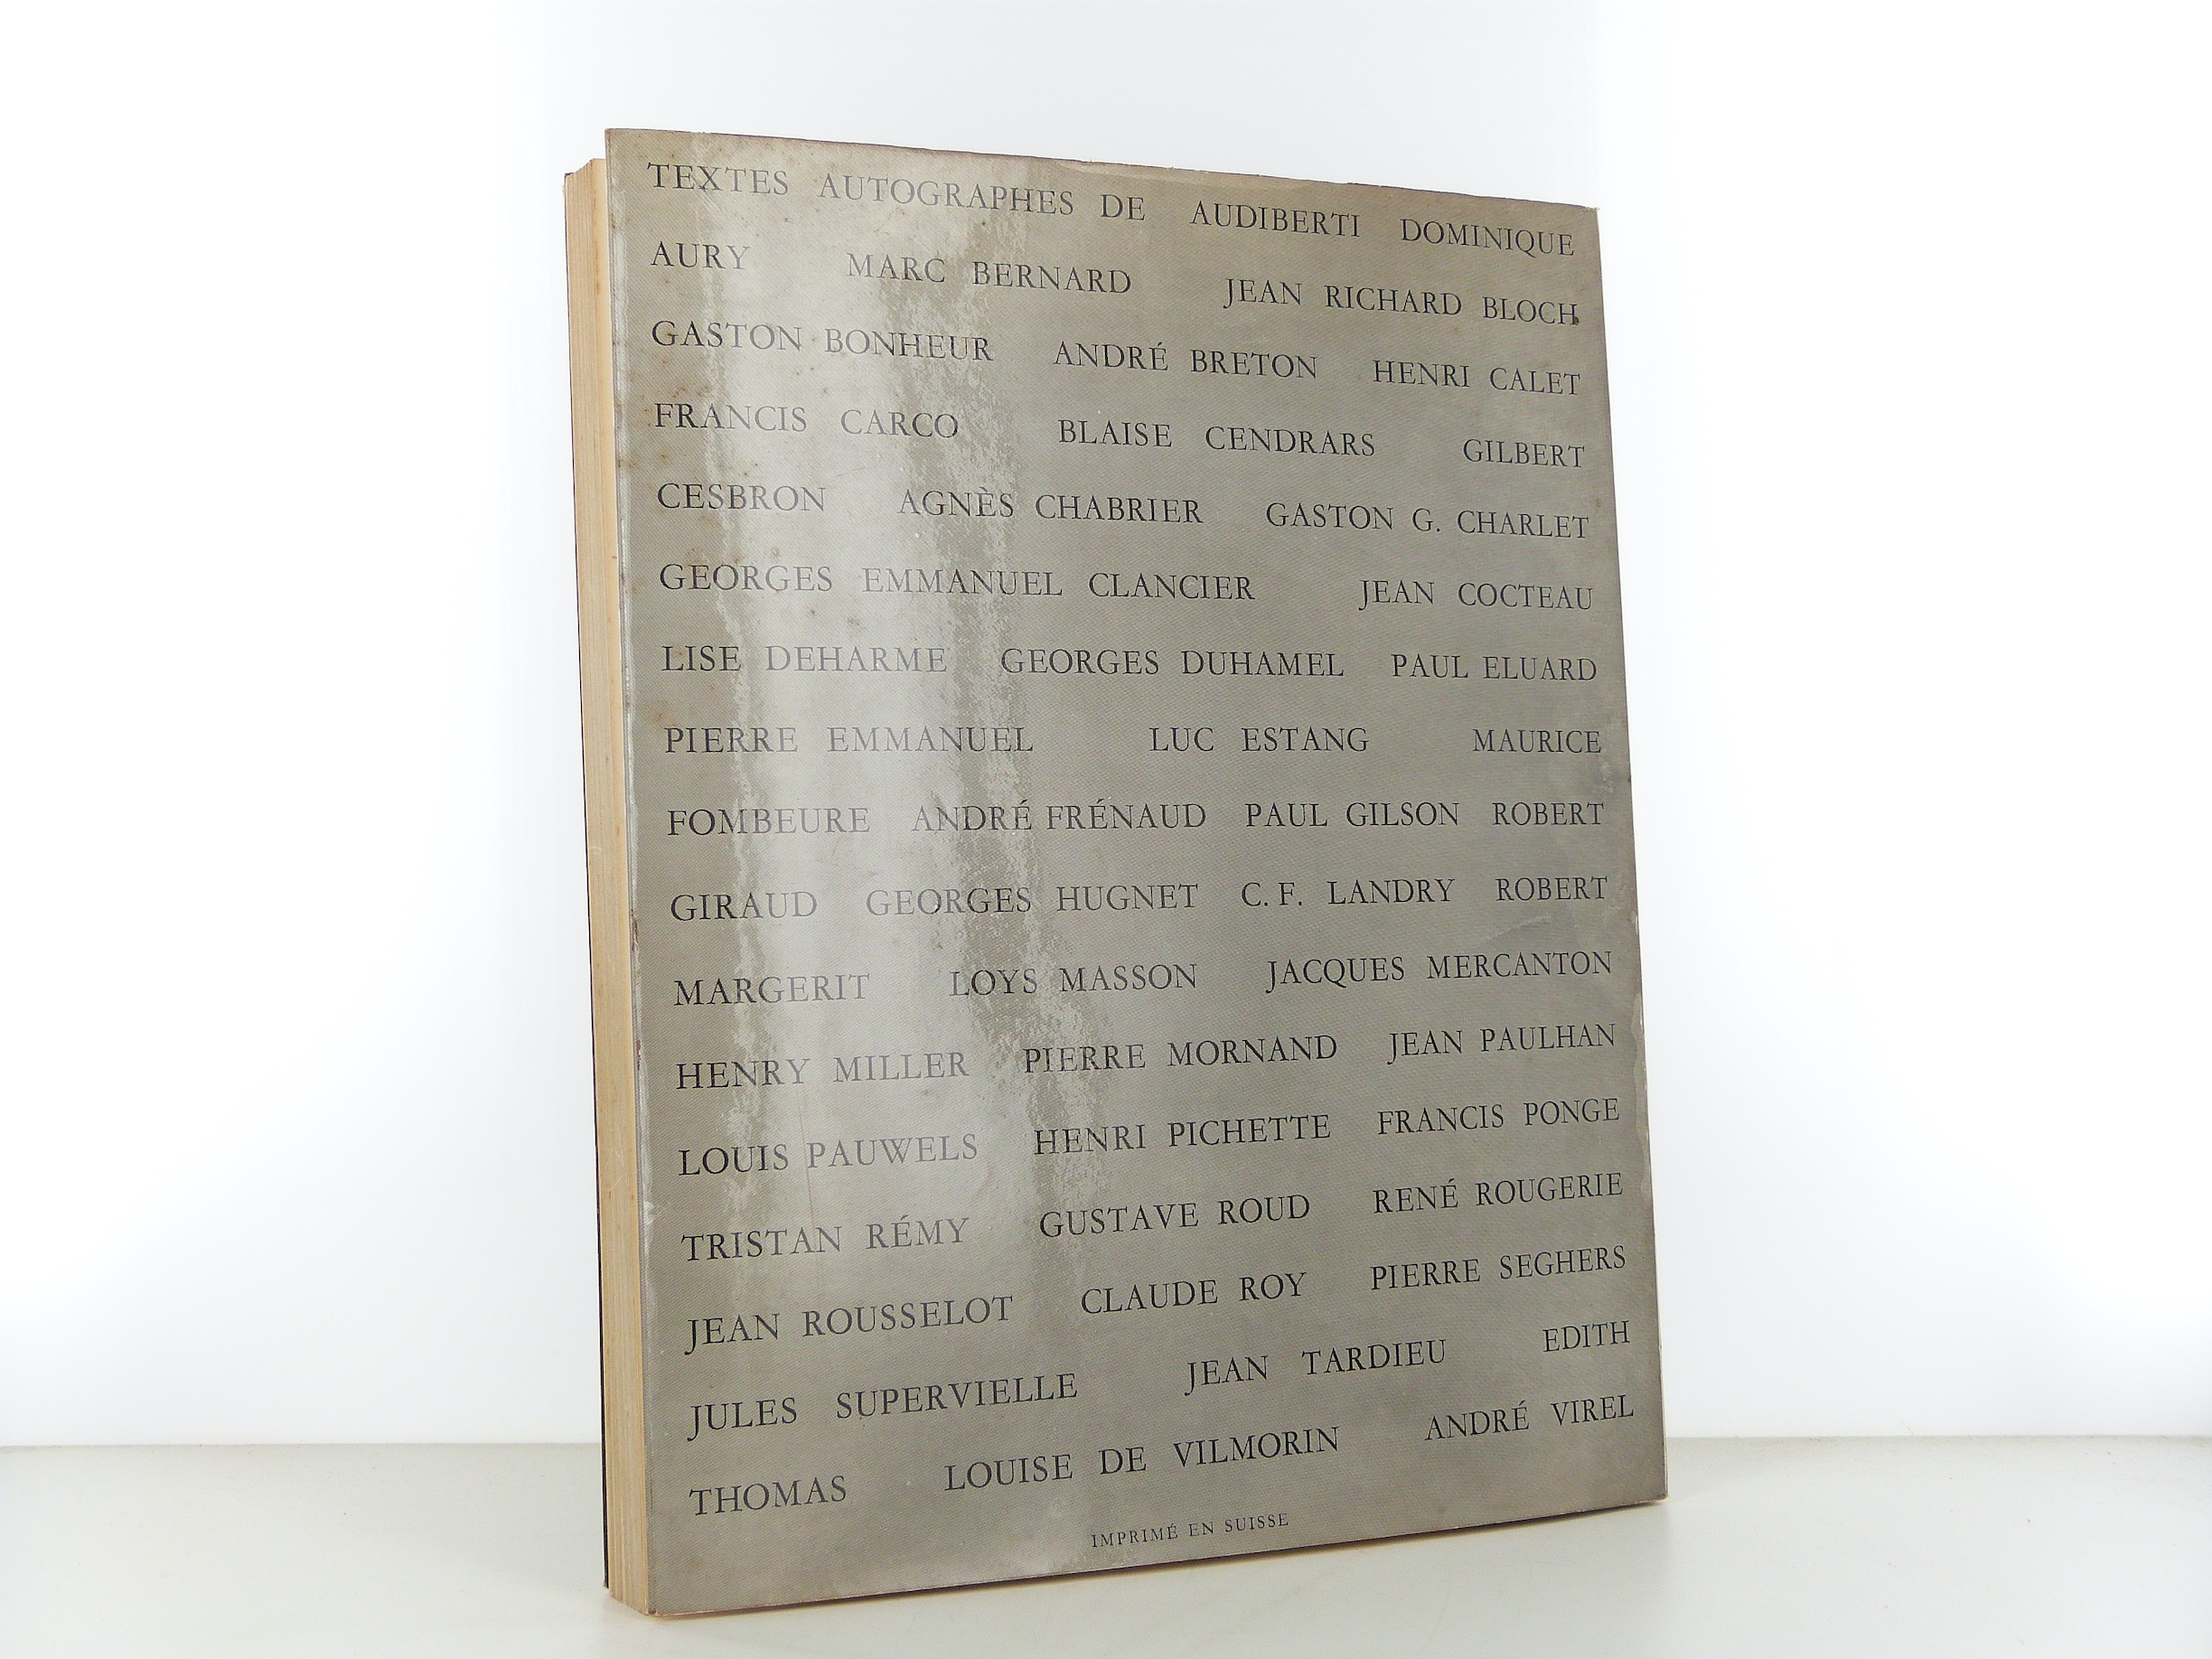 TEXTES AUTOGRAPHES DE AUDIBERTI DOMINIQUE
AURY MARC BERNARD JEAN RICHARD BLOCH
GASTON BONHEUR ANDRÉ BRETON HENRI CALET
FRANCIS CARCO BLAISE CENDRARS GILBERT
CESBRON AGNÈS CHABRIER GASTON G. CHARLET
GEORGES EMMANUEL CLANCIER JEAN COCTEAU
LISE DEHARME GEORGES DUHAMEL PAUL ELUARD
PIERRE EMMANUEL LUC ESTANG MAURICE
FOMBEURE ANDRÉ FRÉNAUD PAUL GILSON ROBERT
GIRAUD GEORGES HUGNET C. F. LANDRY ROBERT
MARGERIT LOYS MASSON JACQUES MERCANTON
HENRY MILLER PIERRE MORNAND JEAN PAULHAN
LOUIS PAUWELS HENRI PICHETTE FRANCIS PONGE
TRISTAN RÉMY GUSTAVE ROUD RENÉ ROUGERIE
JEAN ROUSSELOT CLAUDE ROY PIERRE SEGHERS
JULES SUPERVIELLE JEAN TARDIEU EDITH
THOMAS LOUISE DE VILMORIN ANDRÉ VIREL
IMPRIMÉ EN SUISSE